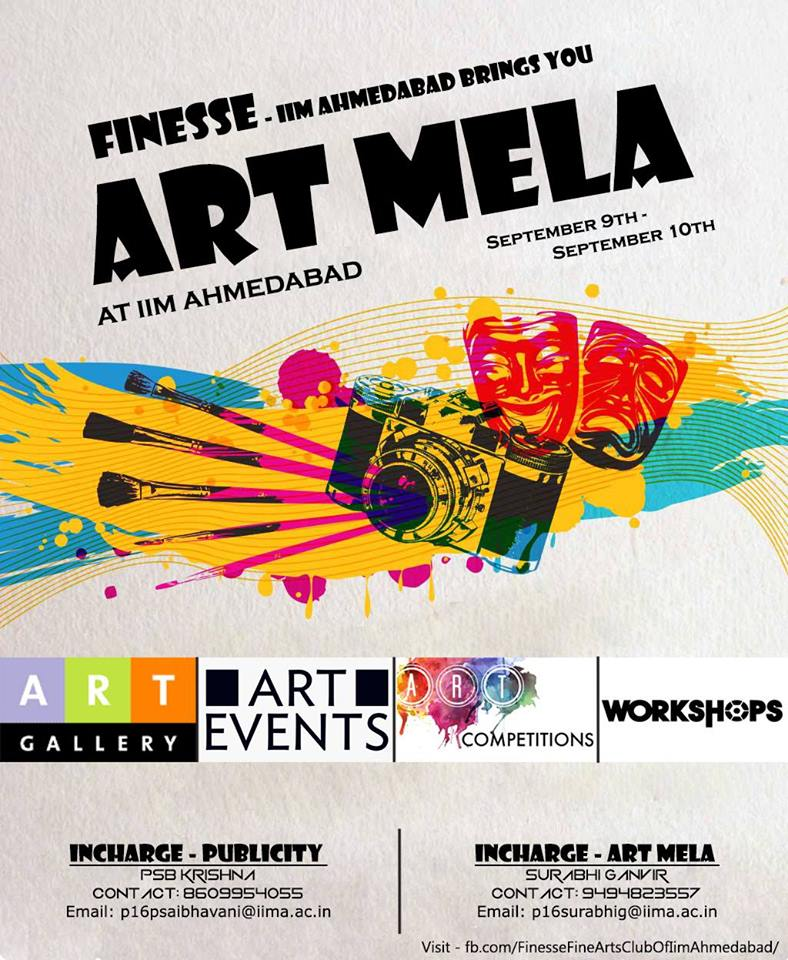 FINESSE - IIM AHMEDABAD BRINGS YOU
ART MELA
SEPTEMBER 9TH -
SEPTEMBER 10TH
AT IIM AHMEDABAD
ART
GALLERY
ART
EVENTS
ART
COMPETITIONS
WORKSHOPS
INCHARGE - PUBLICITY
PSB KRISHNA
CONTACT: 8609954055
Email: p16psaibhavani@iima.ac.in
INCHARGE - ART MELA
SURABHI GANVIR
CONTACT: 9494823557
Email: p16surabhig@iima.ac.in
Visit - fb.com/FinesseFineArtsClubOfIimAhmedabad/